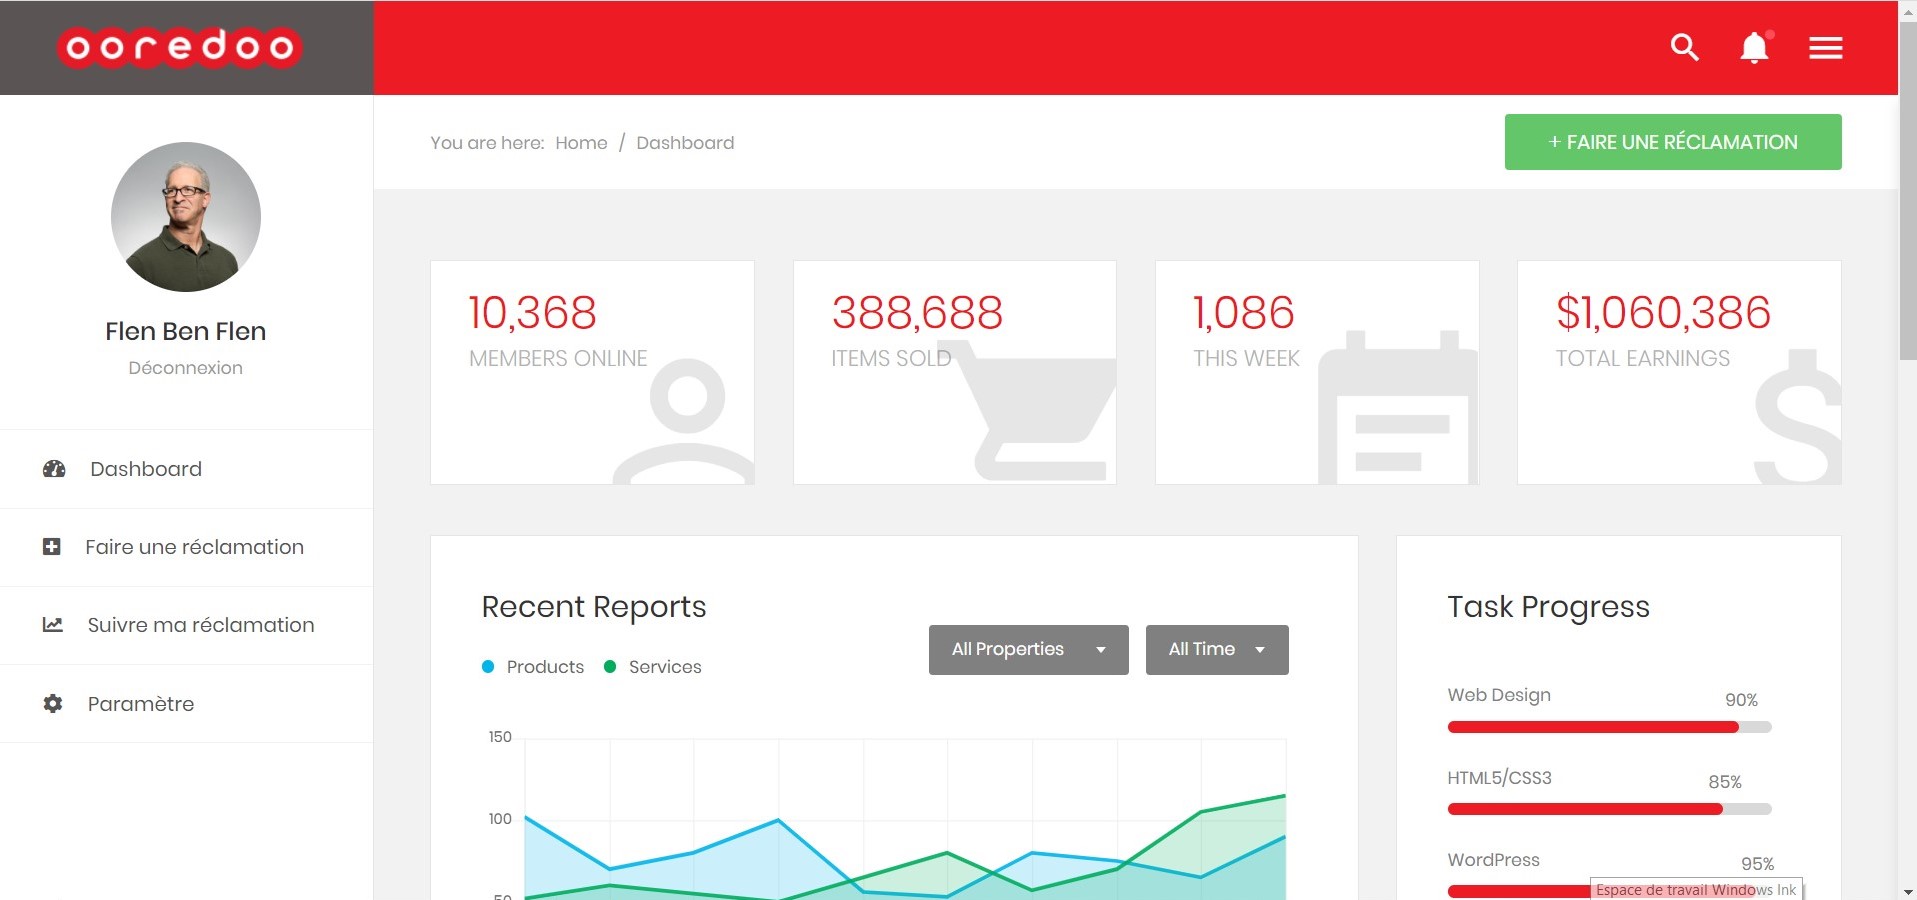 ooredoo
You are here: Home / Dashboard
+ FAIRE UNE RÉCLAMATION
Flen Ben Flen
Déconnexion
Dashboard
Faire une réclamation
Suivre ma réclamation
Paramètre
10,368
MEMBERS ONLINE
388,688
ITEMS SOLD
1,086
THIS WEEK
$1,060,386
TOTAL EARNINGS
Recent Reports
Products Services
All Properties
All Time
150
100
50
Task Progress
Web Design 90%
HTML5/CSS3 85%
WordPress 95%
Espace de travail Windows Ink